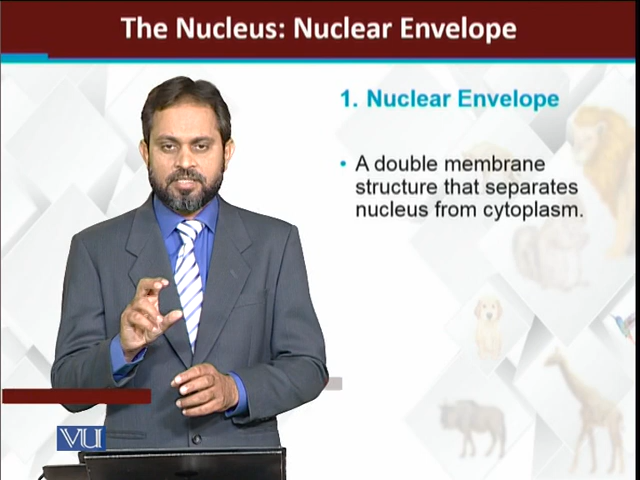 The Nucleus: Nuclear Envelope
1. Nuclear Envelope
• A double membrane
structure that separates
nucleus from cytoplasm.
VU